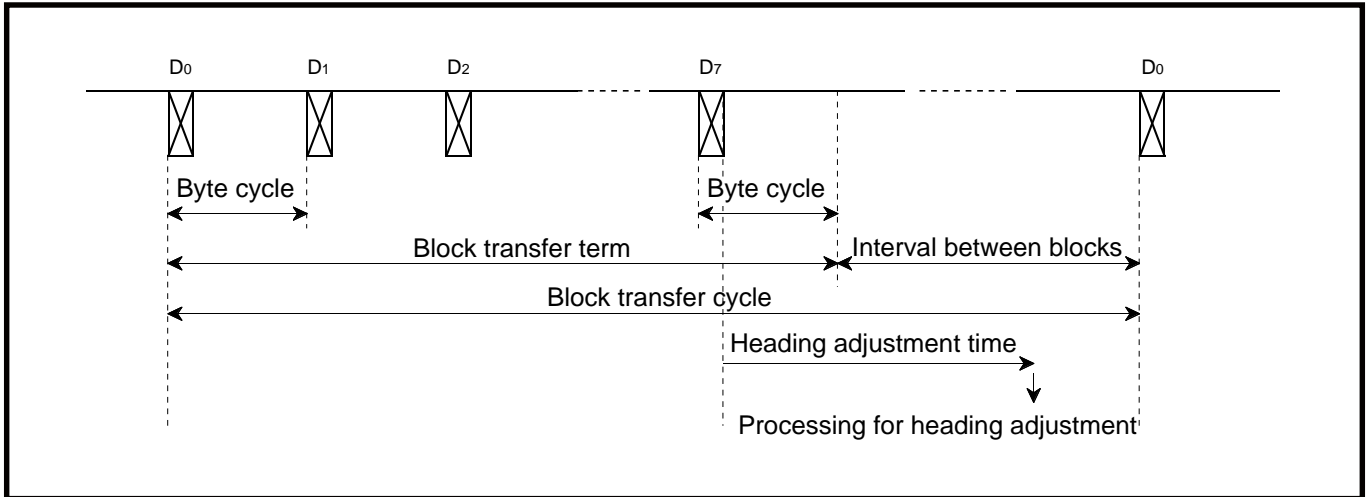 D0 D1 D2 D7 D0
Byte cycle Byte cycle
Block transfer term Interval between blocks
Block transfer cycle
Heading adjustment time
Processing for heading adjustment